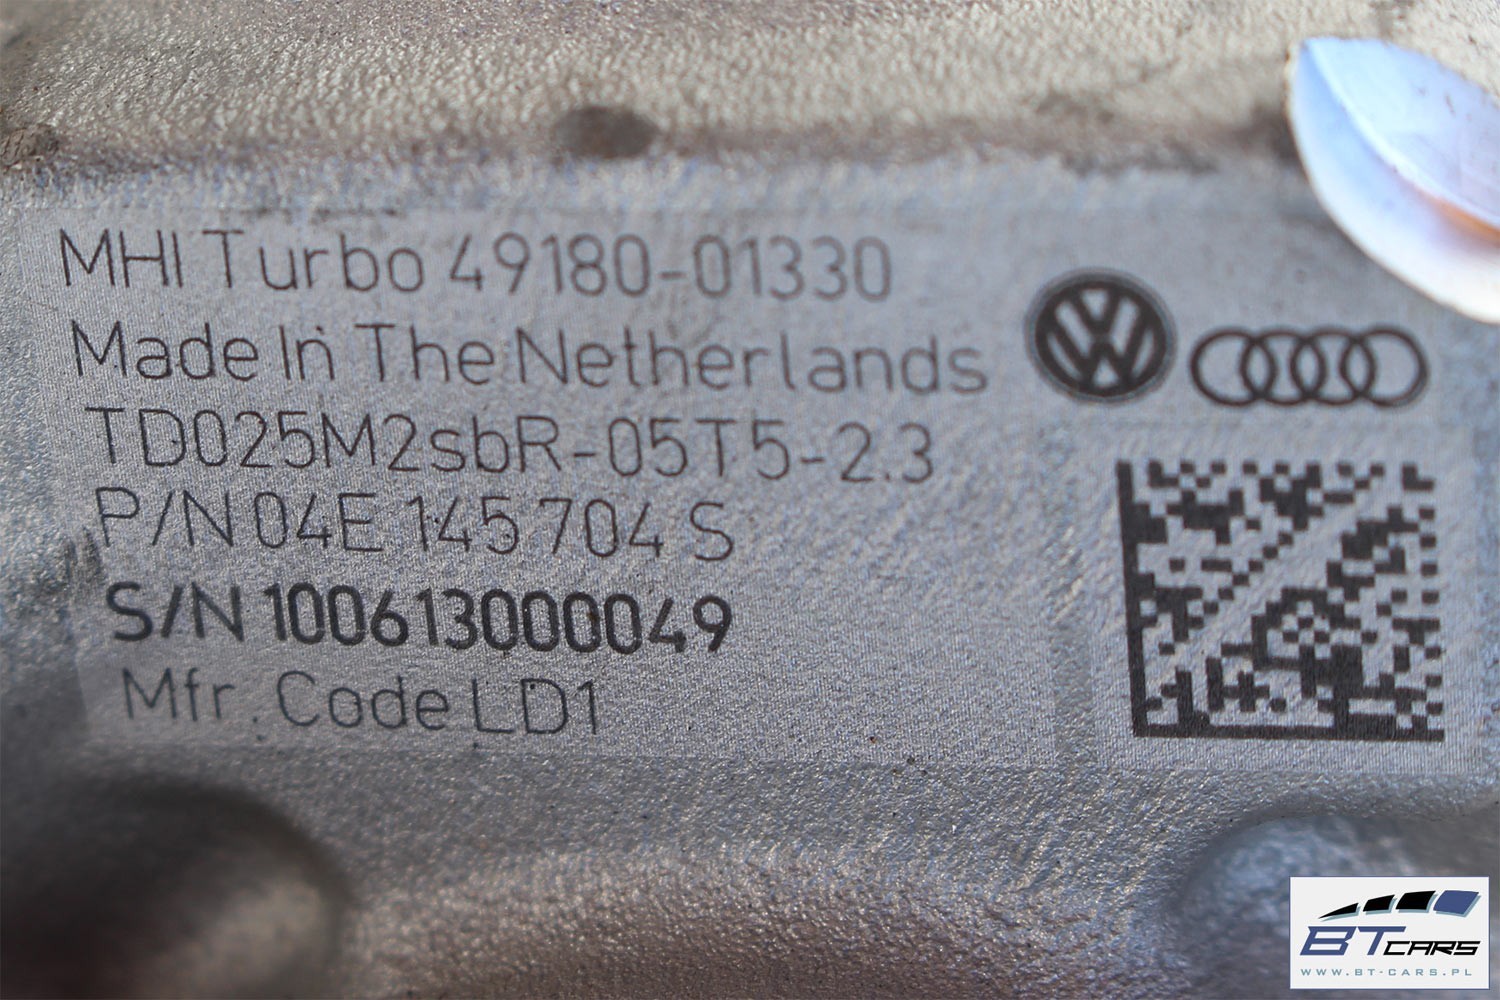 MHI Turbo 49180-01330
Made In The Netherlands
TD025M2sbR-05T5-2.3
P/N 04E 145 704 S
S/N 100613000049
Mfr. Code LD1
BT CARS
WWW.BT-CARS.PL